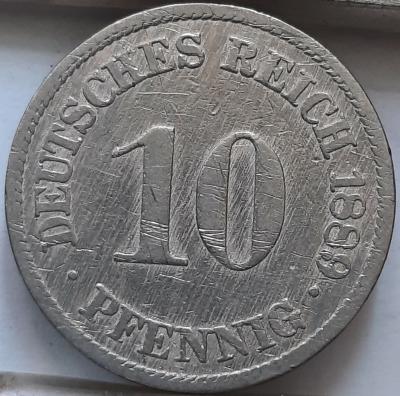 DEUTSCHES REICH 1899
10
· PFENNIG ·